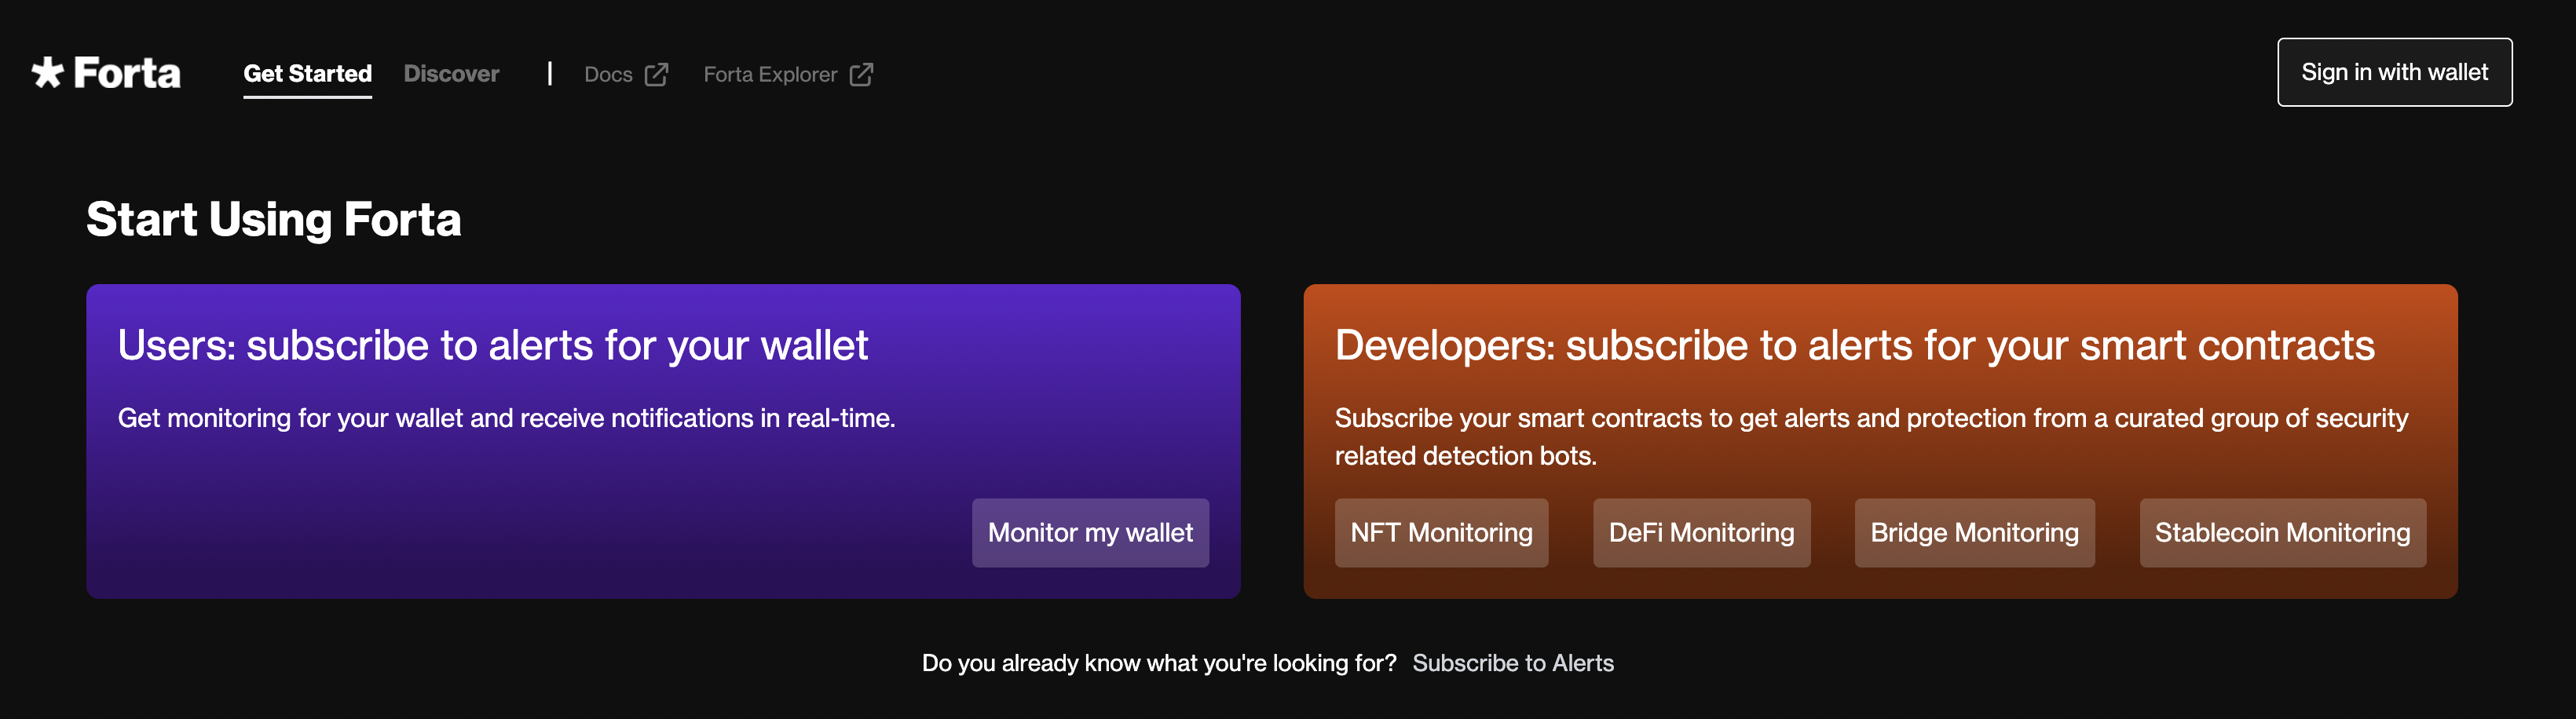 Forta
Get Started
Discover
Docs
Forta Explorer
Sign in with wallet
Start Using Forta
Users: subscribe to alerts for your wallet
Get monitoring for your wallet and receive notifications in real-time.
Monitor my wallet
Developers: subscribe to alerts for your smart contracts
Subscribe your smart contracts to get alerts and protection from a curated group of security
related detection bots.
NFT Monitoring
DeFi Monitoring
Bridge Monitoring
Stablecoin Monitoring
Do you already know what you're looking for? Subscribe to Alerts